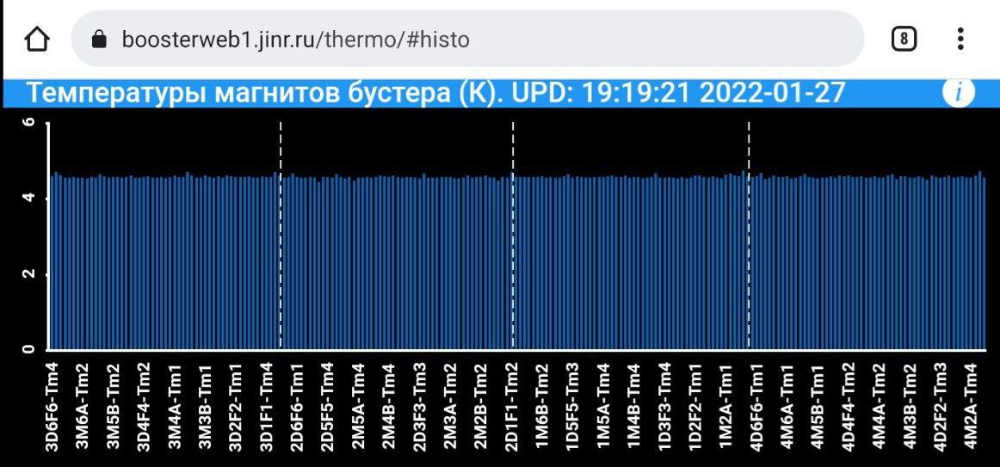 boosterweb1.jinr.ru/thermo/#histo
8
Температуры магнитов бустера (К). UPD: 19:19:21 2022-01-27
i
6
4
2
0
3D6F6-Tm4
3M6A-Tm2
3M5B-Tm2
3D4F4-Tm2
3M4A-Tm1
3M3B-Tm1
3D2F2-Tm1
3D1F1-Tm4
2D6F6-Tm1
2D5F5-Tm4
2M5A-Tm4
2M4B-Tm4
2D3F3-Tm3
2M3A-Tm2
2M2B-Tm2
2D1F1-Tm2
1M6B-Tm2
1D5F5-Tm3
1M5A-Tm4
1M4B-Tm4
1D3F3-Tm4
1D2F2-Tm1
1M2A-Tm1
4D6F6-Tm1
4M6A-Tm1
4M5B-Tm1
4D4F4-Tm2
4M4A-Tm2
4M3B-Tm2
4D2F2-Tm3
4M2A-Tm4